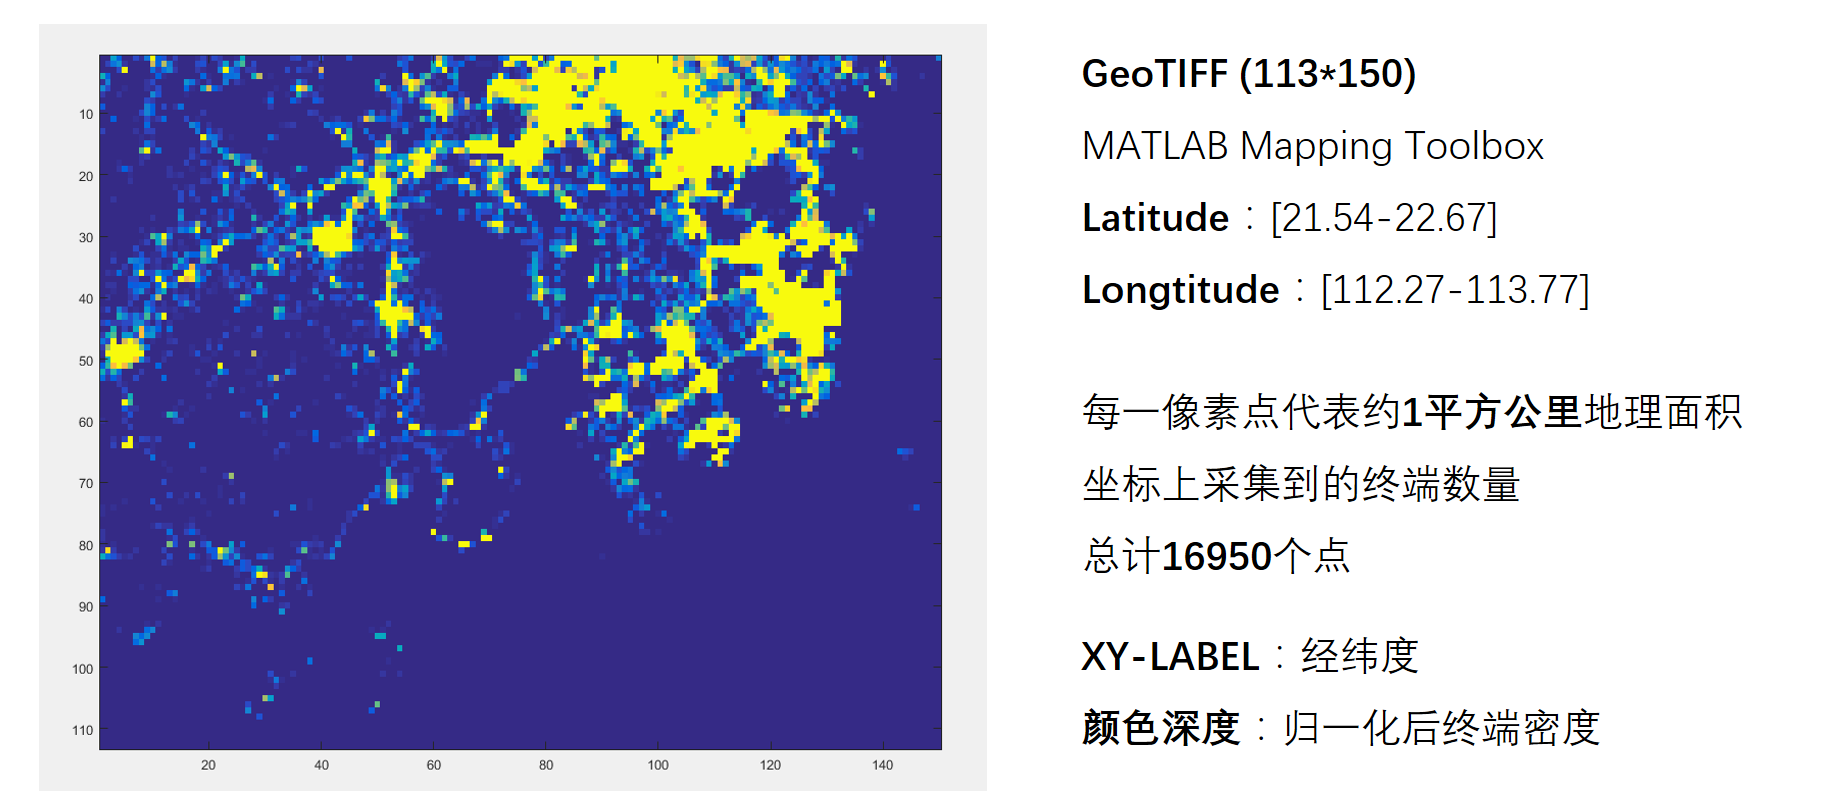 10
20
30
40
50
60
70
80
90
100
110
20 40 60 80 100 120 140
GeoTIFF (113*150)
MATLAB Mapping Toolbox
Latitude：[21.54-22.67]
Longtitude：[112.27-113.77]
每一像素点代表约1平方公里地理面积
坐标上采集到的终端数量
总计16950个点
XY-LABEL：经纬度
颜色深度：归一化后终端密度